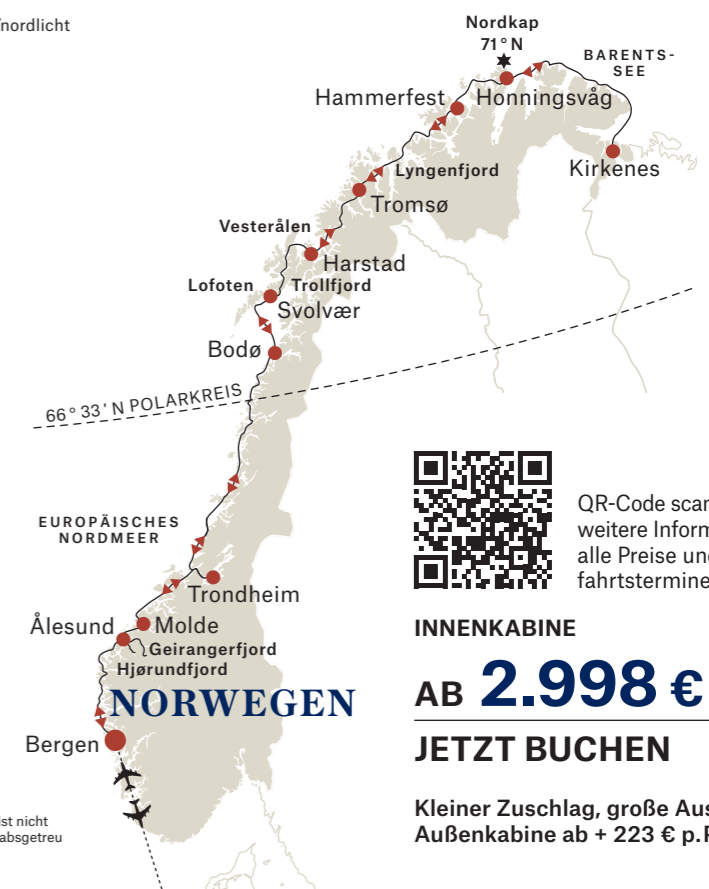 nordlicht
Nordkap
71° N
BARENTS-
SEE
Hammerfest
Honningsvåg
Kirkenes
Lyngenfjord
Tromsø
Vesterålen
Harstad
Lofoten
Trollfjord
Svolvær
Bodø
66° 33' N POLARKREIS
EUROPÄISCHES
NORDMEER
Trondheim
Ålesund
Molde
Geirangerfjord
Hjørundfjord
NORWEGEN
Bergen
ist nicht
absgetreu
QR-Code scan
weitere Inform
alle Preise und
fahrtstermine
INNENKABINE
AB 2.998 €
JETZT BUCHEN
Kleiner Zuschlag, große Aus
Außenkabine ab + 223 € p.P